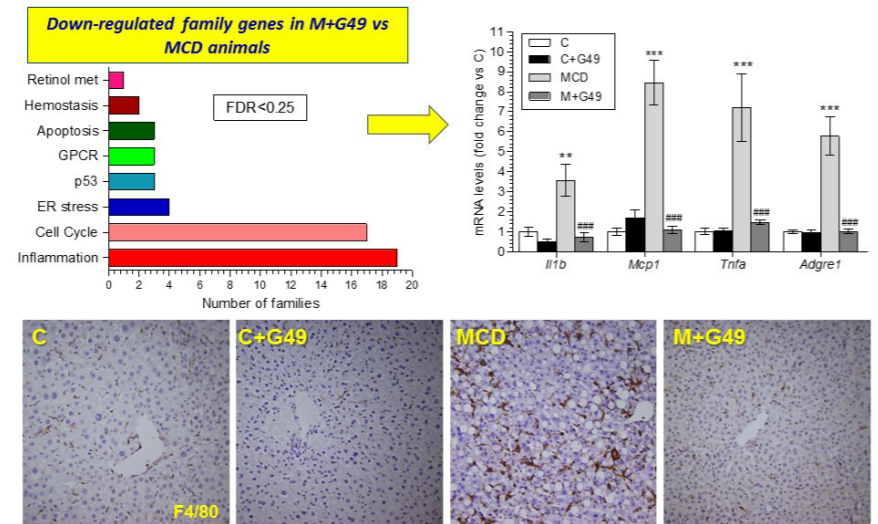 Down-regulated family genes in M+G49 vs
MCD animals
Retinol met
Hemostasis
Apoptosis
GPCR
p53
ER stress
Cell Cycle
Inflammation
FDR<0.25
0 2 4 6 8 10 12 14 16 18 20
Number of families
mRNA levels (fold change vs C)
11
10
9
8
7
6
5
4
3
2
1
0
C
C+G49
MCD
M+G49
**
###
***
###
***
###
***
###
Il1b Mcp1 Tnfa Adgre1
C
C+G49
MCD
M+G49
F4/80